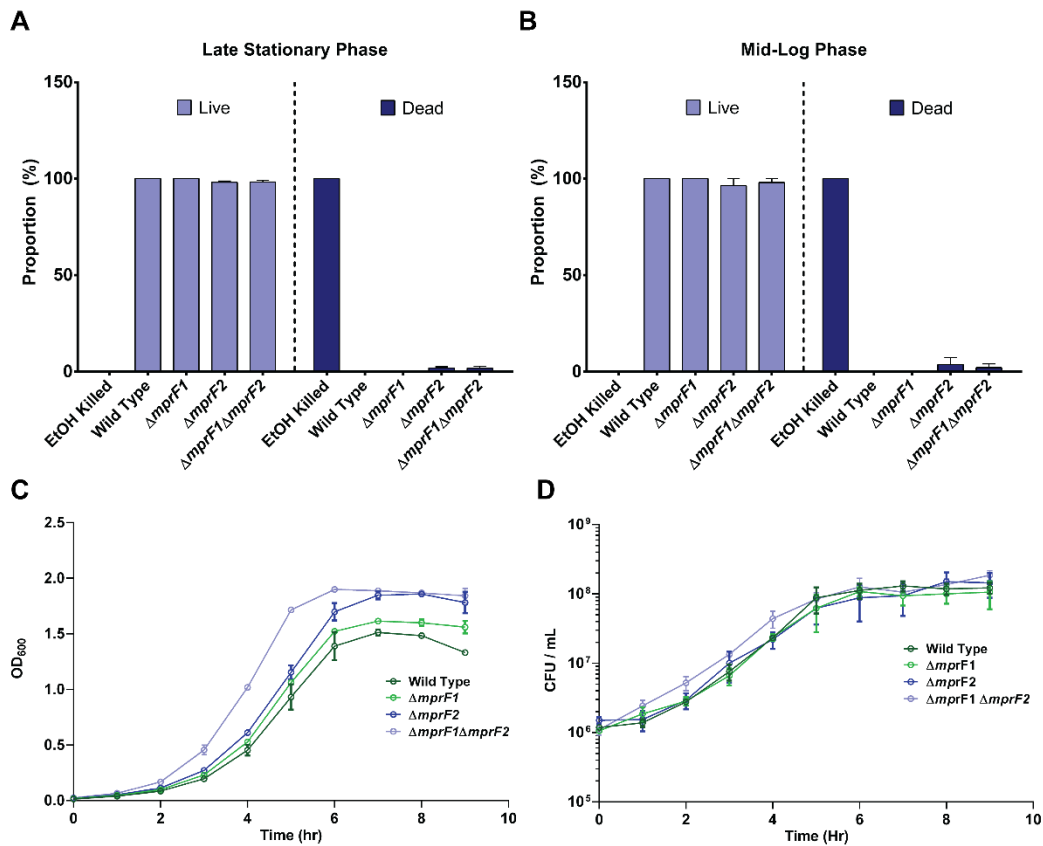 A
Late Stationary Phase
Live
Dead
Proportion (%)
150
100
50
0
EtOH Killed
Wild Type
ΔmprF1
ΔmprF2
ΔmprF1ΔmprF2
EtOH Killed
Wild Type
ΔmprF1
ΔmprF2
ΔmprF1ΔmprF2
B
Mid-Log Phase
Live
Dead
Proportion (%)
150
100
50
0
EtOH Killed
Wild Type
ΔmprF1
ΔmprF2
ΔmprF1ΔmprF2
EtOH Killed
Wild Type
ΔmprF1
ΔmprF2
ΔmprF1ΔmprF2
C
OD600
2.5
2.0
1.5
1.0
0.5
0.0
0 2 4 6 8 10
Time (hr)
Wild Type
ΔmprF1
ΔmprF2
ΔmprF1ΔmprF2
D
CFU / mL
10⁹
10⁸
10⁷
10⁶
10⁵
0 2 4 6 8 10
Time (Hr)
Wild Type
ΔmprF1
ΔmprF2
ΔmprF1 ΔmprF2